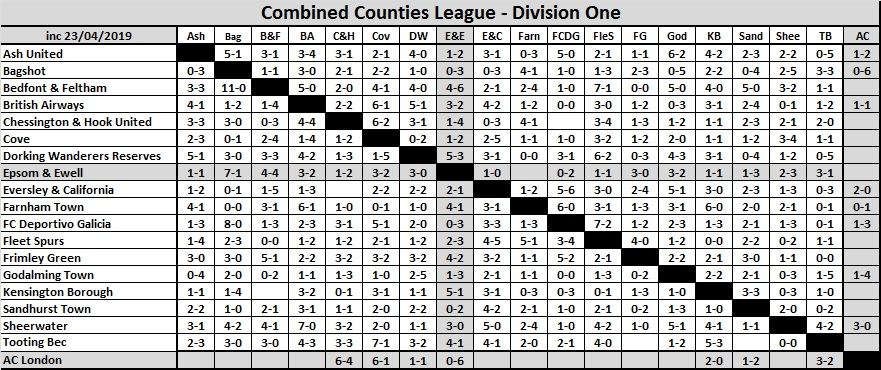 Combined Counties League - Division One
inc 23/04/2019 Ash Bag B&F BA C&H Cov DW E&E E&C Farn FCDG FleS FG God KB Sand Shee TB AC
Ash United 5-1 3-1 3-4 3-1 2-1 4-0 1-2 3-1 0-3 5-0 2-1 1-1 6-2 4-2 2-3 2-2 0-5 1-2
Bagshot 0-3 1-1 3-0 2-1 2-2 1-0 0-3 0-3 4-1 1-0 1-3 2-3 0-5 2-2 0-4 2-5 3-3 0-6
Bedfont & Feltham 3-3 11-0 5-0 2-0 4-1 4-0 4-6 2-1 2-4 1-0 7-1 0-0 5-0 4-0 5-0 3-2 1-1
British Airways 4-1 1-2 1-4 2-2 6-1 5-1 3-2 4-2 1-2 0-0 3-0 1-2 0-3 3-1 2-4 0-1 1-2 1-1
Chessington & Hook United 3-3 3-0 0-3 4-4 6-2 3-1 1-4 0-3 4-1 3-4 1-3 1-2 1-1 2-3 2-1 2-0
Cove 2-3 0-1 2-4 1-4 1-2 0-2 1-2 2-5 1-1 1-0 3-2 1-2 2-0 1-1 1-2 3-4 1-1
Dorking Wanderers Reserves 5-1 3-0 3-3 4-2 1-3 1-5 5-3 3-1 0-0 3-1 6-2 0-3 4-3 3-1 0-4 1-2 0-5
Epsom & Ewell 1-1 7-1 4-4 3-2 1-2 3-2 3-0 1-0 0-2 1-1 3-0 3-2 1-1 1-3 2-3 3-1
Eversley & California 1-2 0-1 1-5 1-3 2-2 2-2 2-1 1-2 5-6 3-0 2-4 5-1 3-0 2-3 1-3 0-3 2-0
Farnham Town 4-1 0-0 3-1 6-1 1-0 0-1 1-0 4-1 3-1 6-0 3-1 1-3 3-1 6-0 2-0 2-1 0-1 0-1
FC Deportivo Galicia 1-3 8-0 1-3 2-3 3-1 5-1 2-0 0-3 3-3 1-3 7-2 1-2 2-3 1-3 2-1 1-3 0-1 1-3
Fleet Spurs 1-4 2-3 0-0 1-2 1-2 2-1 1-2 2-3 4-5 5-1 3-4 4-0 1-2 0-0 2-2 0-2 1-1
Frimley Green 3-0 3-0 5-1 2-2 3-2 3-2 3-2 4-2 3-2 1-1 1-3 5-2 2-1 2-2 2-1 3-0 1-1 0-0
Godalming Town 0-4 2-0 0-2 1-1 1-3 1-0 2-5 1-3 2-1 1-1 0-0 1-3 0-2 2-2 2-1 0-3 1-5 1-4
Kensington Borough 1-1 1-4 3-2 0-1 3-1 1-1 5-1 3-1 0-3 0-3 0-1 3-1 1-3 1-0 3-3 0-3 1-0
Sandhurst Town 2-2 1-0 2-1 3-1 1-1 2-0 2-2 0-2 4-2 2-1 1-0 2-1 0-2 1-3 1-0 2-0 0-2
Sheerwater 3-1 4-2 4-1 7-0 3-2 2-0 1-1 3-0 5-0 2-4 1-0 4-2 1-0 5-1 4-1 1-1 4-2 3-0
Tooting Bec 2-3 3-0 3-0 4-3 3-3 7-1 3-2 4-1 4-1 2-0 2-1 4-0 1-2 5-3 0-0
AC London 6-4 6-1 1-1 0-6 2-0 1-2 3-2